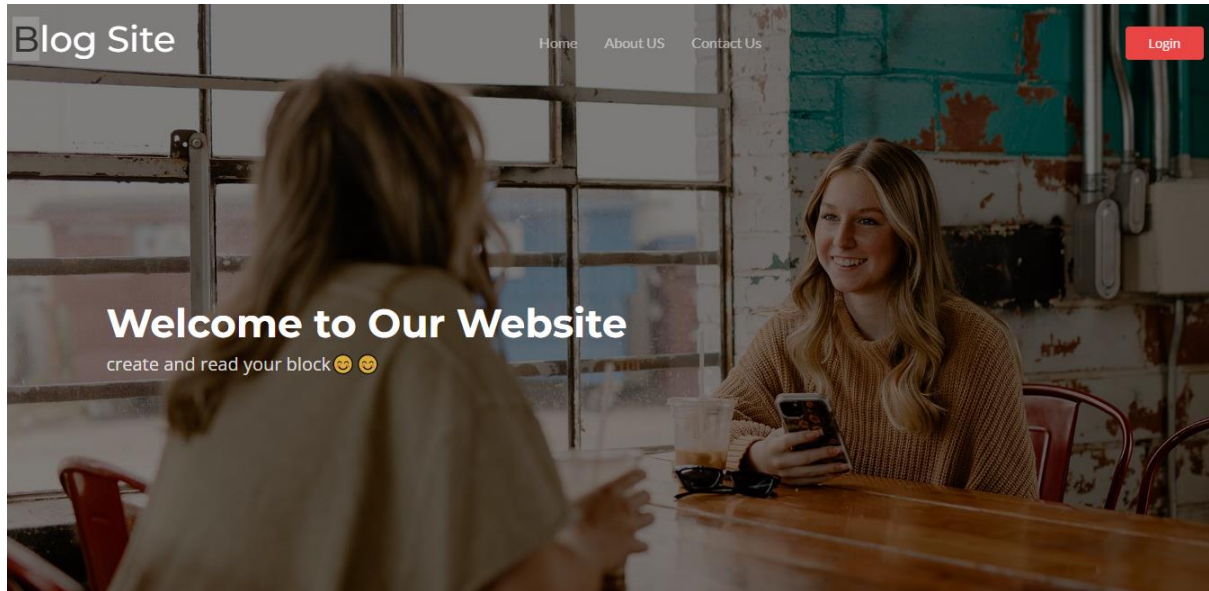 Blog Site
Home About US Contact Us
Login
Welcome to Our Website
create and read your block😊 😊